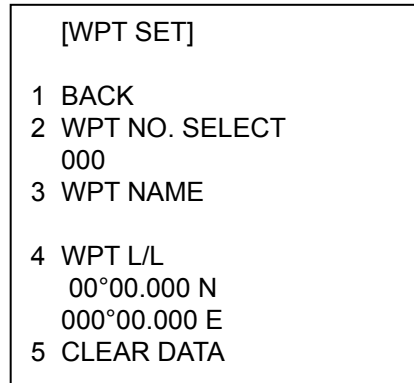 [WPT SET]
1 BACK
2 WPT NO. SELECT
000
3 WPT NAME
4 WPT L/L
00°00.000 N
000°00.000 E
5 CLEAR DATA